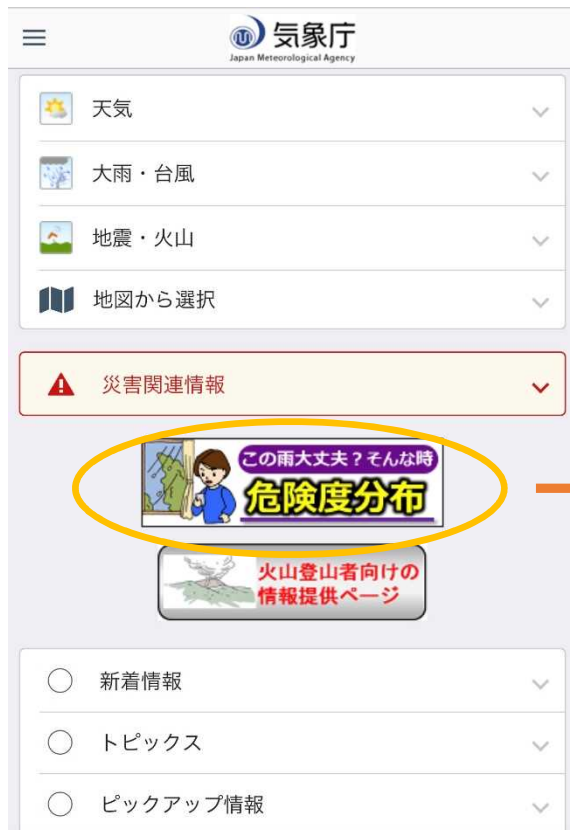 気象庁
Japan Meteorological Agency
天気
大雨・台風
地震・火山
地図から選択
災害関連情報
この雨大丈夫?そんな時
危険度分布
火山登山者向けの
情報提供ページ
新着情報
トピックス
ピックアップ情報